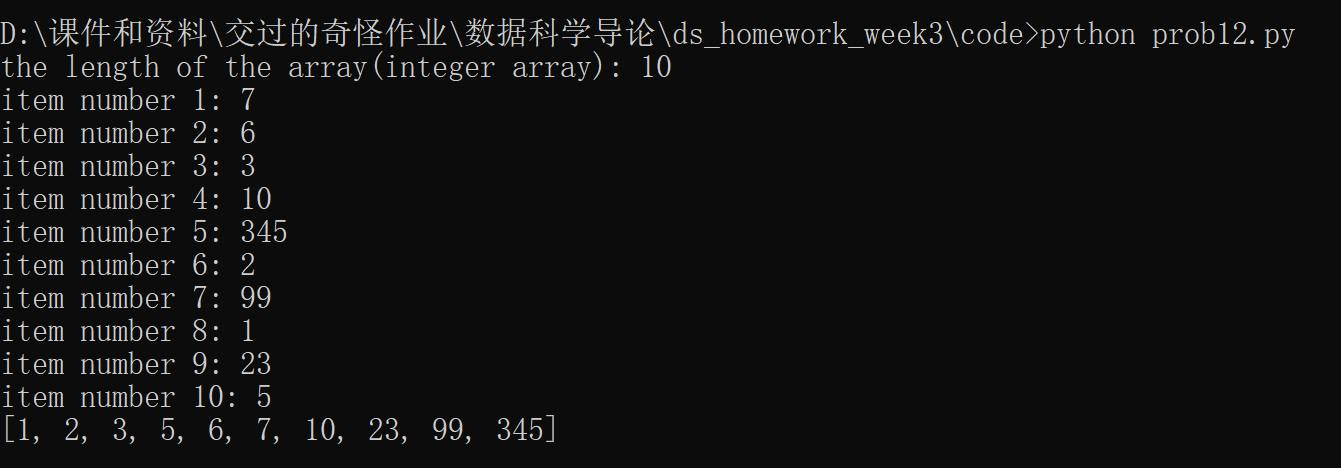 D:\课件和资料\交过的奇怪作业\数据科学导论\ds_homework_week3\code>python prob12.py
the length of the array(integer array): 10
item number 1: 7
item number 2: 6
item number 3: 3
item number 4: 10
item number 5: 345
item number 6: 2
item number 7: 99
item number 8: 1
item number 9: 23
item number 10: 5
[1, 2, 3, 5, 6, 7, 10, 23, 99, 345]